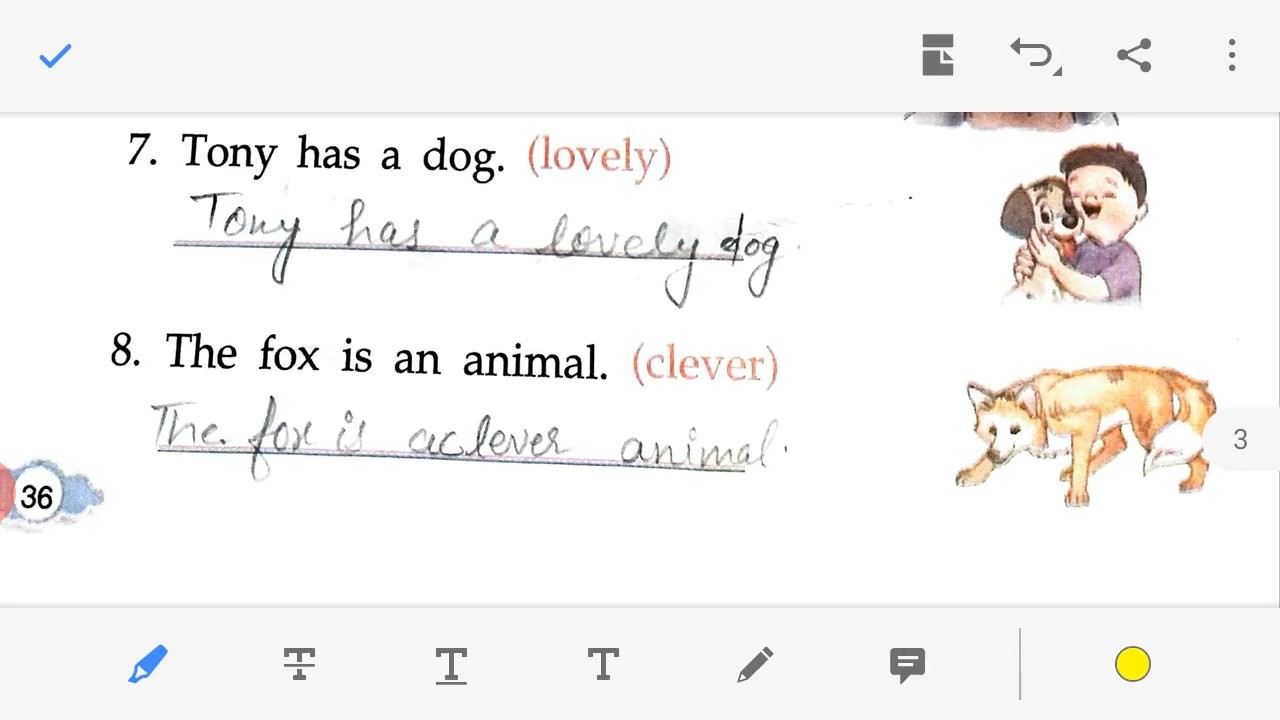 7. Tony has a dog. (lovely)
Tony has a lovely dog.
8. The fox is an animal. (clever)
The fox is aclever animal.
3
36